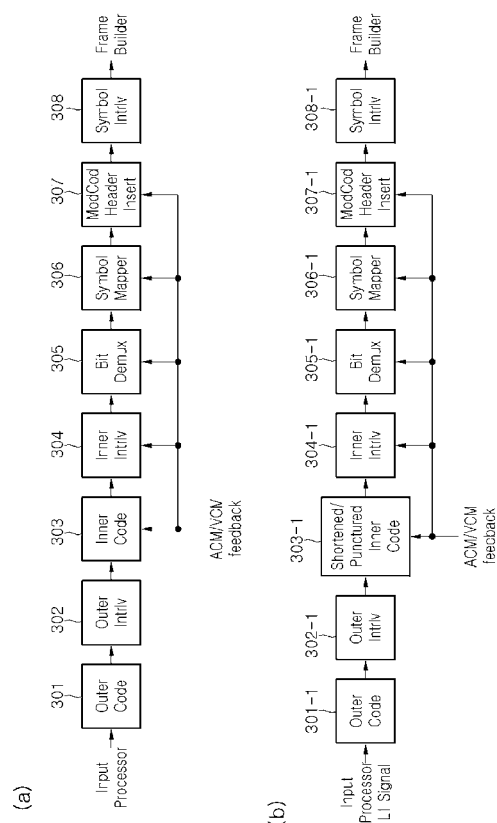 (a)
Input
Processor
301
Outer
Code
302
Outer
Intrlv
303
Inner
Code
304
Inner
Intrlv
305
Bit
Demux
306
Symbol
Mapper
307
ModCod
Header
Insert
308
Symbol
Intrlv
Frame
Builder
ACM/VCM
feedback
(b)
Input
Processor
L1 Signal
301-1
Outer
Code
302-1
Outer
Intrlv
303-1
Shortened/
Punctured
Inner
Code
304-1
Inner
Intrlv
305-1
Bit
Demux
306-1
Symbol
Mapper
307-1
ModCod
Header
Insert
308-1
Symbol
Intrlv
Frame
Builder
ACM/VCM
feedback